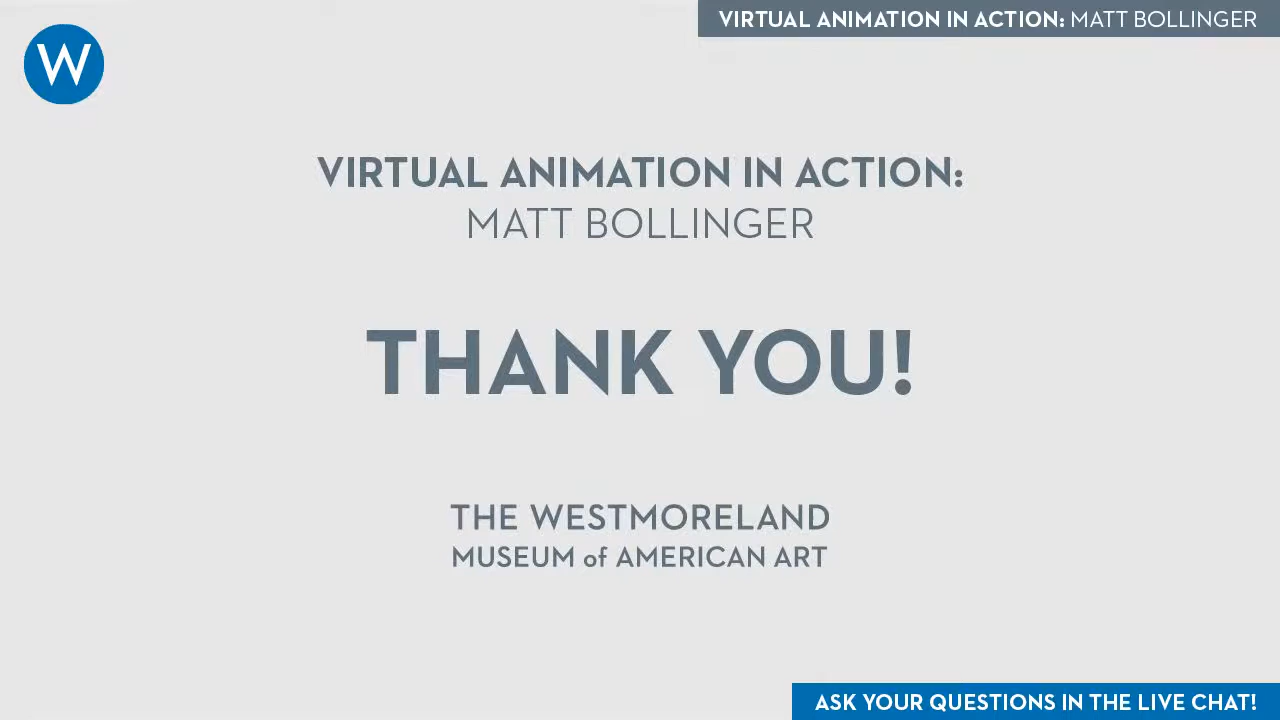 VIRTUAL ANIMATION IN ACTION: MATT BOLLINGER
W
VIRTUAL ANIMATION IN ACTION:
MATT BOLLINGER
THANK YOU!
THE WESTMORELAND
MUSEUM of AMERICAN ART
ASK YOUR QUESTIONS IN THE LIVE CHAT!